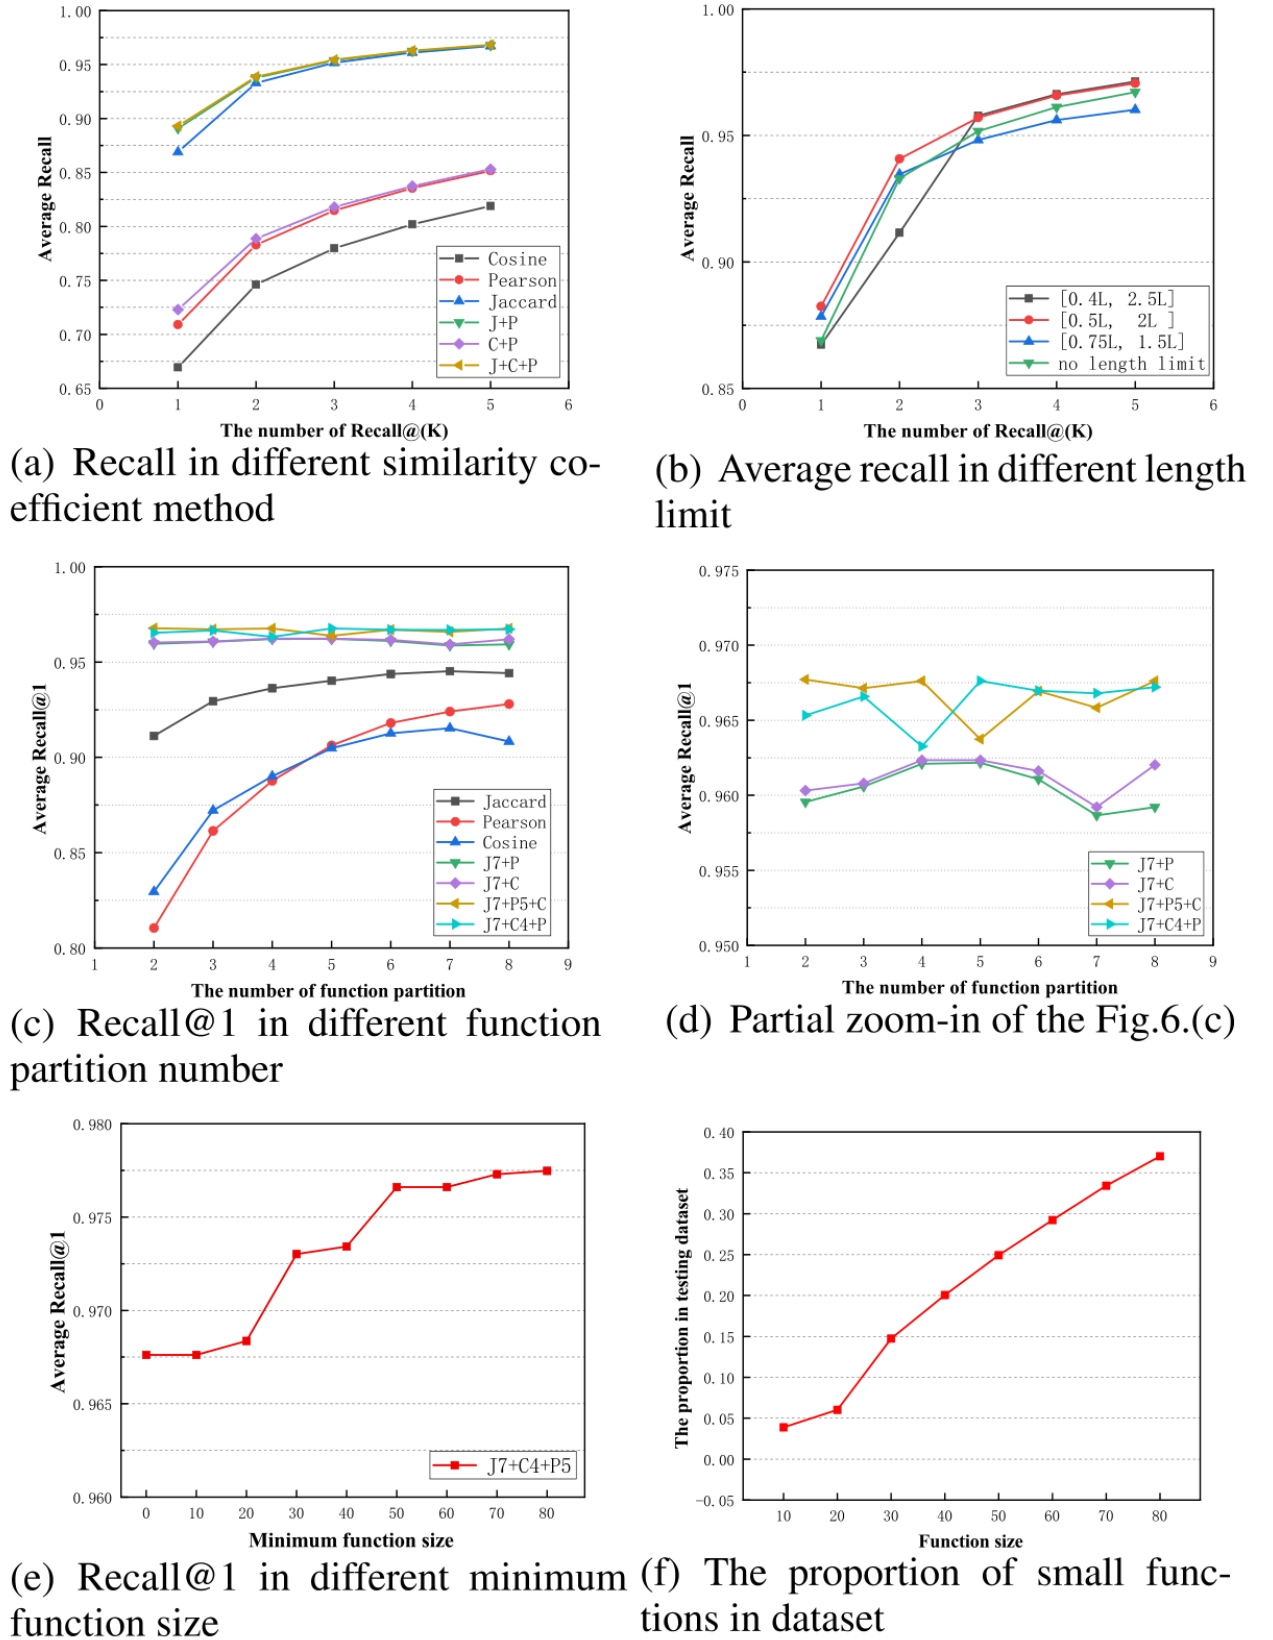 1.00
0.95
0.90
0.85
0.80
0.75
0.70
0.65
Average Recall
Cosine
Pearson
Jaccard
J+P
C+P
J+C+P
0 1 2 3 4 5 6
The number of Recall@(K)
(a) Recall in different similarity co-
efficient method
1.00
0.95
0.90
0.85
Average Recall
[0.4L, 2.5L]
[0.5L, 2L ]
[0.75L, 1.5L]
no length limit
0 1 2 3 4 5 6
The number of Recall@(K)
(b) Average recall in different length
limit
1.00
0.95
0.90
0.85
0.80
Average Recall@1
Jaccard
Pearson
Cosine
J7+P
J7+C
J7+P5+C
J7+C4+P
1 2 3 4 5 6 7 8 9
The number of function partition
(c) Recall@1 in different function
partition number
0.975
0.970
0.965
0.960
0.955
0.950
Average Recall@1
J7+P
J7+C
J7+P5+C
J7+C4+P
1 2 3 4 5 6 7 8 9
The number of function partition
(d) Partial zoom-in of the Fig.6.(c)
0.980
0.975
0.970
0.965
0.960
Average Recall@1
J7+C4+P5
0 10 20 30 40 50 60 70 80
Minimum function size
(e) Recall@1 in different minimum
function size
0.40
0.35
0.30
0.25
0.20
0.15
0.10
0.05
0.00
-0.05
The proportion in testing dataset
10 20 30 40 50 60 70 80
Function size
(f) The proportion of small func-
tions in dataset